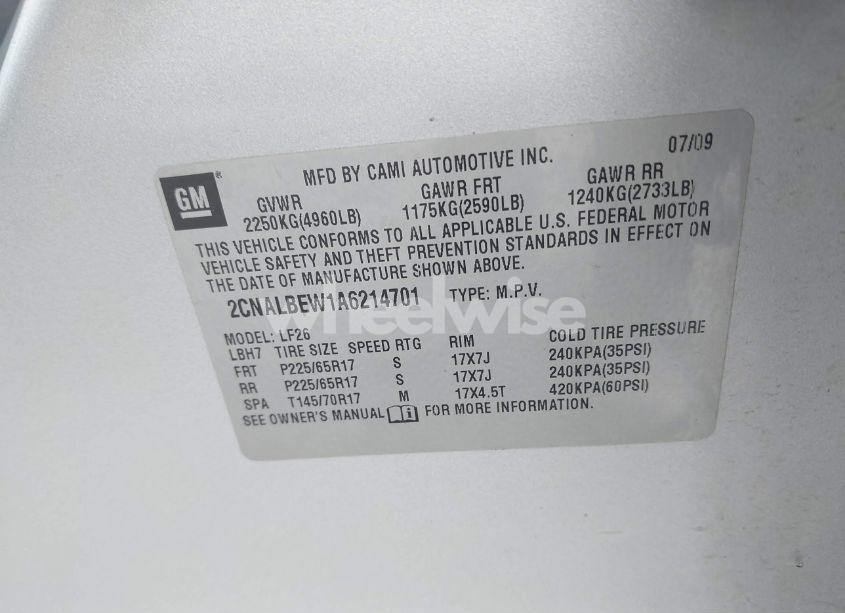 07/09
MFD BY CAMI AUTOMOTIVE INC.
GM ®
GVWR GAWR FRT GAWR RR
2250KG(4960LB) 1175KG(2590LB) 1240KG(2733LB)
THIS VEHICLE CONFORMS TO ALL APPLICABLE U.S. FEDERAL MOTOR
VEHICLE SAFETY AND THEFT PREVENTION STANDARDS IN EFFECT ON
THE DATE OF MANUFACTURE SHOWN ABOVE.
2CNALBEW1A6214701 TYPE: M.P.V.
wheelwise
MODEL: LF26
LBH7 TIRE SIZE SPEED RTG RIM COLD TIRE PRESSURE
FRT P225/65R17 S 17X7J 240KPA(35PSI)
RR P225/65R17 S 17X7J 240KPA(35PSI)
SPA T145/70R17 M 17X4.5T 420KPA(60PSI)
SEE OWNER'S MANUAL i FOR MORE INFORMATION.